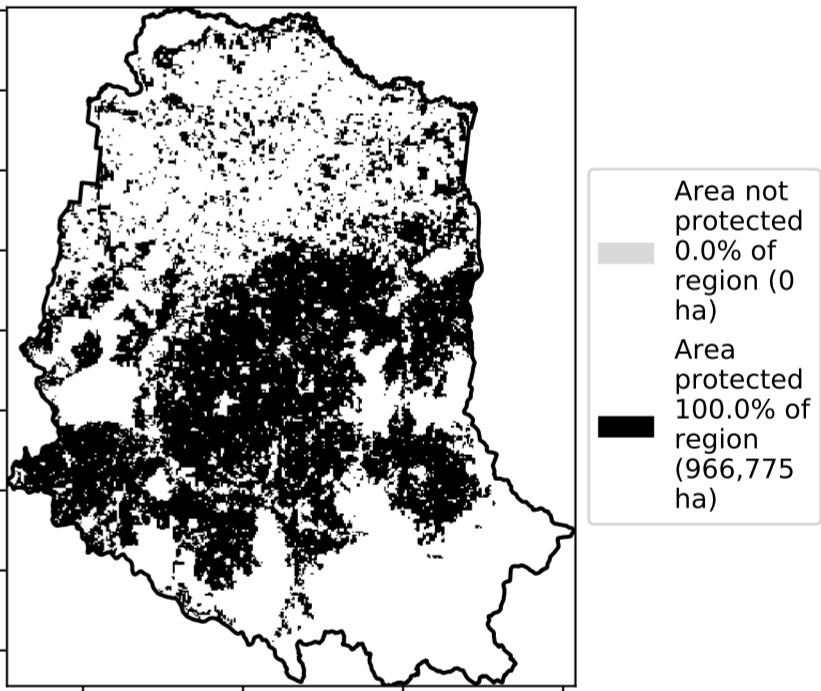 Area not
protected
0.0% of
region (0
ha)
Area
protected
100.0% of
region
(966,775
ha)